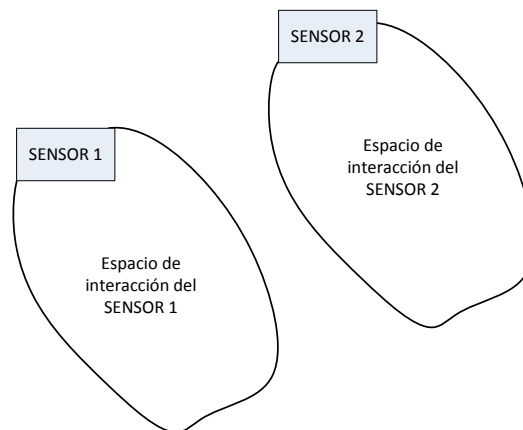 SENSOR 2
Espacio de
interacción del
SENSOR 2
SENSOR 1
Espacio de
interacción del
SENSOR 1